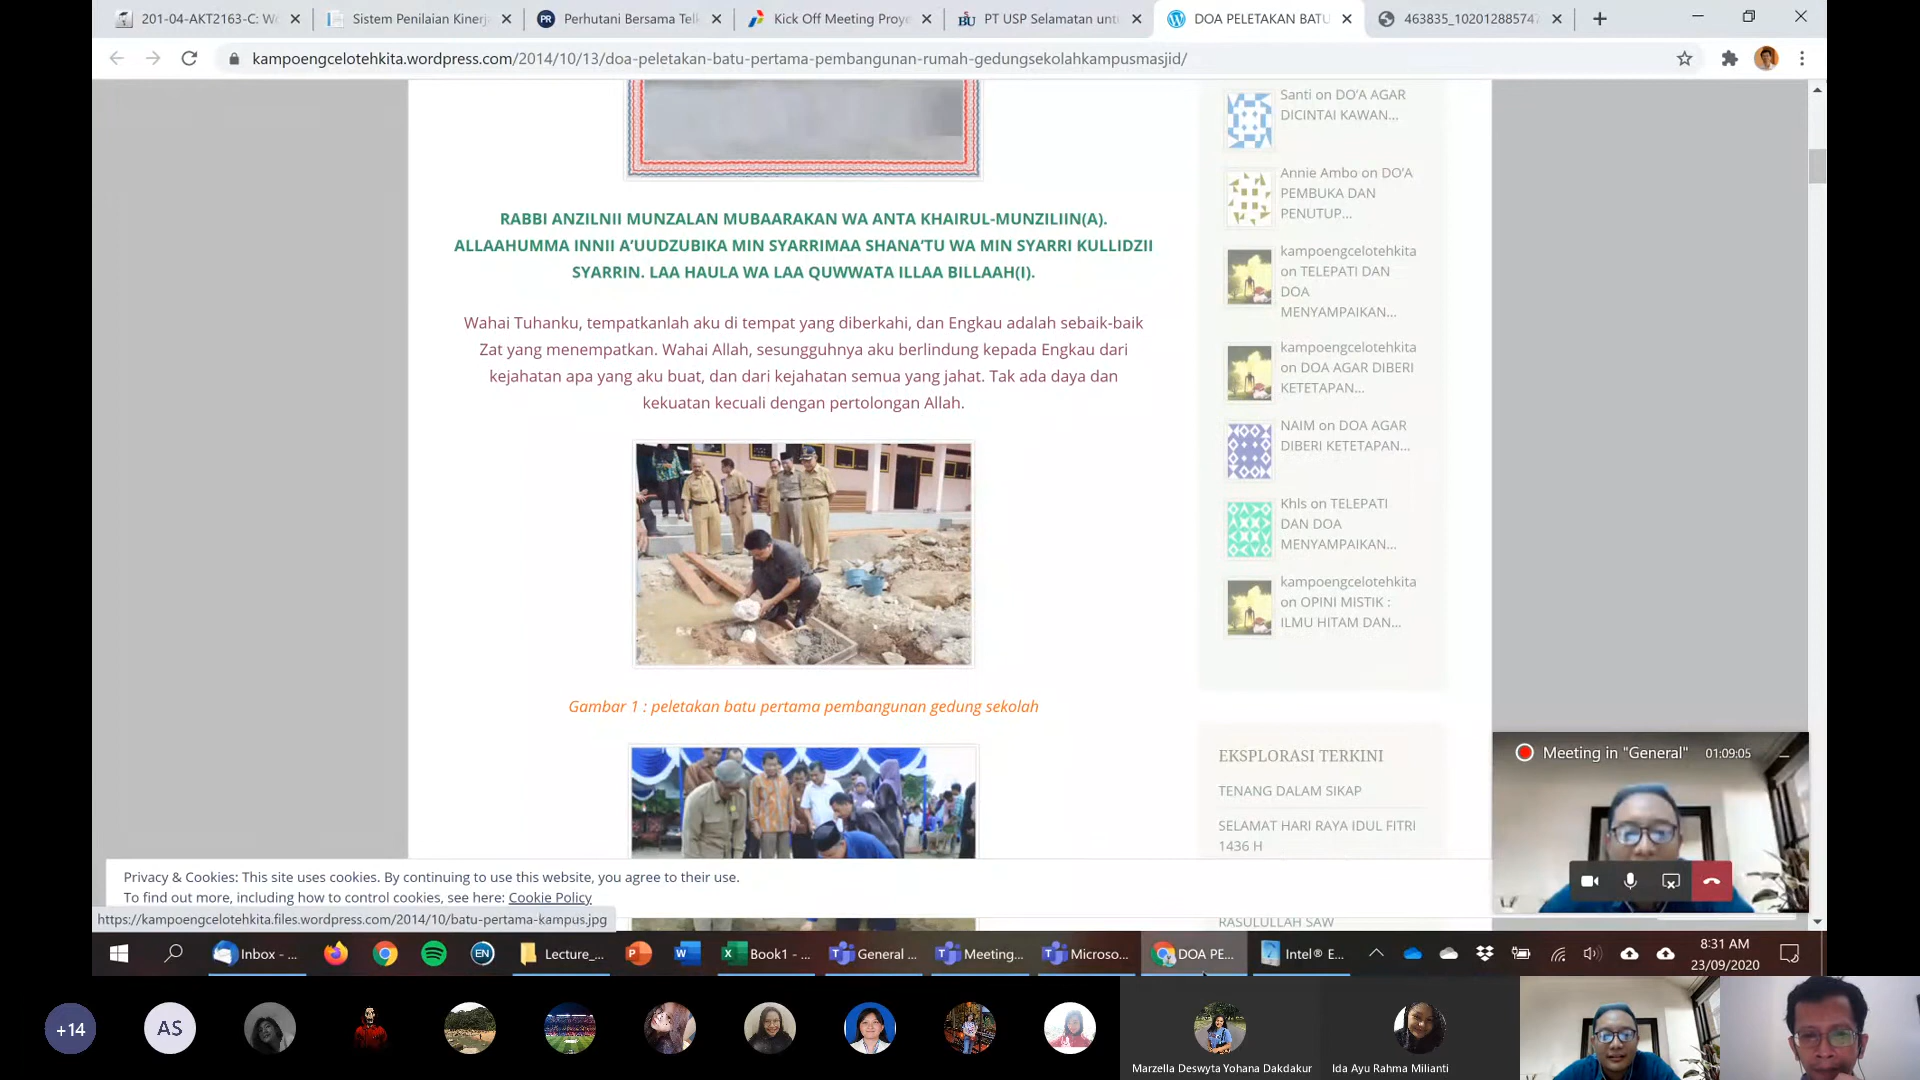 201-04-AKT2163-C: We
Sistem Penilaian Kinerj
Perhutani Bersama Tel
Kick Off Meeting Proye
PT USP Selamatan unt
DOA PELETAKAN BATU
463835_10201288574
kampoengcelotehkita.wordpress.com/2014/10/13/doa-peletakan-batu-pertama-pembangunan-rumah-gedungsekolahkampusmasjid/
RABBI ANZILNII MUNZALAN MUBAARAKAN WA ANTA KHAIRUL-MUNZILIIN(A).
ALLAAHUMMA INNII A’UUDZUBIKA MIN SYARRIMAA SHANA’TU WA MIN SYARRI KULLIDZII
SYARRIN. LAA HAULA WA LAA QUWWATA ILLAA BILLAAH(I).
Wahai Tuhanku, tempatkanlah aku di tempat yang diberkahi, dan Engkau adalah sebaik-baik
Zat yang menempatkan. Wahai Allah, sesungguhnya aku berlindung kepada Engkau dari
kejahatan apa yang aku buat, dan dari kejahatan semua yang jahat. Tak ada daya dan
kekuatan kecuali dengan pertolongan Allah.
Gambar 1 : peletakan batu pertama pembangunan gedung sekolah
Santi on DO’A AGAR
DICINTAI KAWAN…
Annie Ambo on DO’A
PEMBUKA DAN
PENUTUP…
kampoengcelotehkita
on TELEPATI DAN
DOA
MENYAMPAIKAN…
kampoengcelotehkita
on DOA AGAR DIBERI
KETETAPAN…
NAIM on DOA AGAR
DIBERI KETETAPAN…
Khls on TELEPATI
DAN DOA
MENYAMPAIKAN…
kampoengcelotehkita
on OPINI MISTIK :
ILMU HITAM DAN…
EKSPLORASI TERKINI
TENANG DALAM SIKAP
SELAMAT HARI RAYA IDUL FITRI
1436 H
RASULULLAH SAW
Meeting in "General" 01:09:05
Privacy & Cookies: This site uses cookies. By continuing to use this website, you agree to their use.
To find out more, including how to control cookies, see here: Cookie Policy
https://kampoengcelotehkita.files.wordpress.com/2014/10/batu-pertama-kampus.jpg
Inbox - ...
EN
Lecture_...
Book1 - ...
General ...
Meeting...
Microso...
DOA PE...
Intel® E...
8:31 AM
23/09/2020
+14
AS
Marzella Deswyta Yohana Dakdakur
Ida Ayu Rahma Milianti